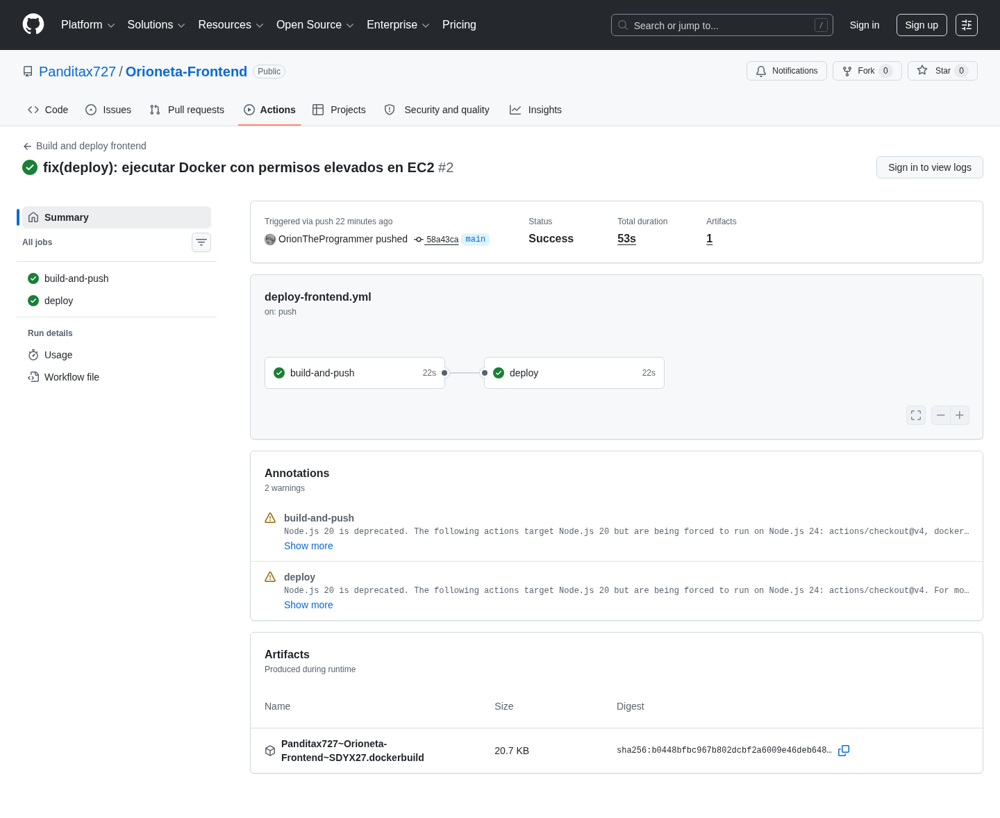 Platform
Solutions
Resources
Open Source
Enterprise
Pricing
Search or jump to...
/
Sign in
Sign up
Panditax727 / Orioneta-Frontend
Public
Notifications
Fork 0
Star 0
Code
Issues
Pull requests
Actions
Projects
Security and quality
Insights
Build and deploy frontend
fix(deploy): ejecutar Docker con permisos elevados en EC2 #2
Sign in to view logs
Summary
All jobs
build-and-push
deploy
Run details
Usage
Workflow file
Triggered via push 22 minutes ago
OrionTheProgrammer pushed 58a43ca main
Status
Success
Total duration
53s
Artifacts
1
deploy-frontend.yml
on: push
build-and-push 22s
deploy 22s
Annotations
2 warnings
build-and-push
Node.js 20 is deprecated. The following actions target Node.js 20 but are being forced to run on Node.js 24: actions/checkout@v4, docker…
Show more
deploy
Node.js 20 is deprecated. The following actions target Node.js 20 but are being forced to run on Node.js 24: actions/checkout@v4. For mo…
Show more
Artifacts
Produced during runtime
Name
Size
Digest
Panditax727~Orioneta-
Frontend~SDYX27.dockerbuild
20.7 KB
sha256:b0448bfbc967b802dcbf2a6009e46deb648…